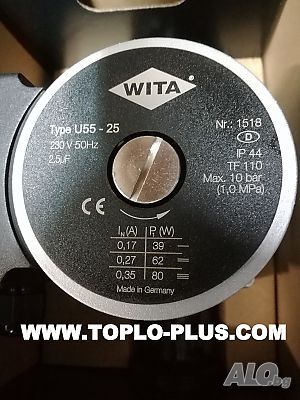 WITA
Type U55 - 25
230 V 50Hz
2,5µF
Nr.: 1518
D
IP 44
TF 110
Max. 10 bar
(1,0 MPa)
CE
I_N (A) P₁ (W)
0,17 39
0,27 62
0,35 80
Made in Germany
WWW.TOPLO-PLUS.COM
ALO.bg